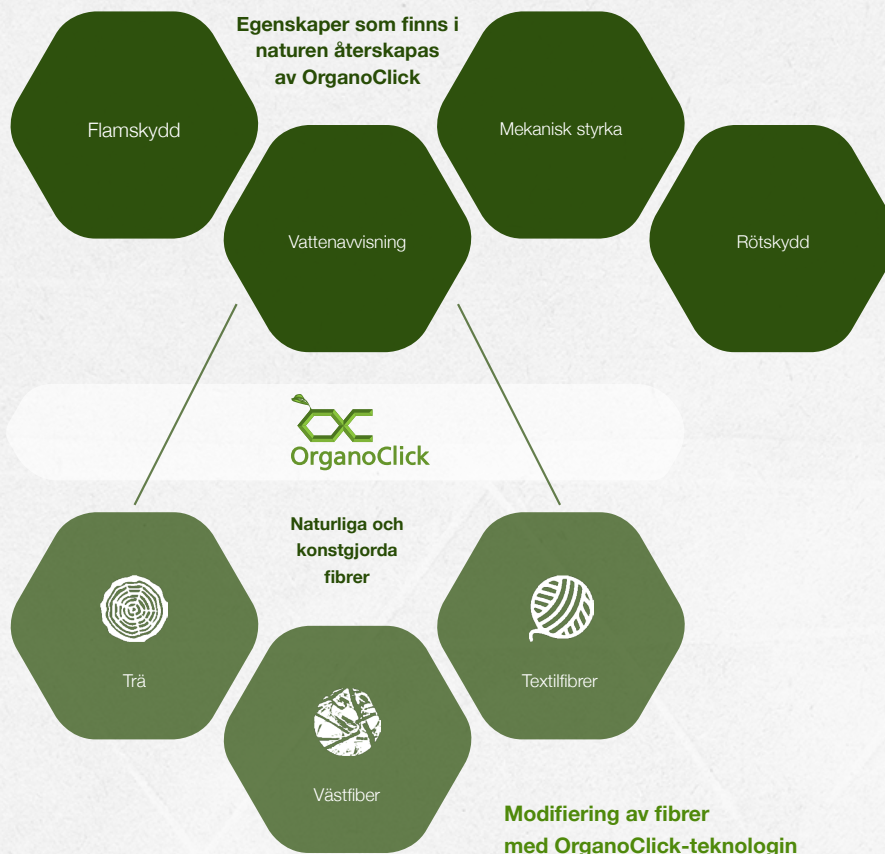 Egenskaper som finns i
naturen återskapas
av OrganoClick
Flamskydd
Mekanisk styrka
Vattenavvisning
Rötskydd
OrganoClick
Naturliga och
konstgjorda
fibrer
Trä
Textilfibrer
Västfiber
Modifiering av fibrer
med OrganoClick-teknologin